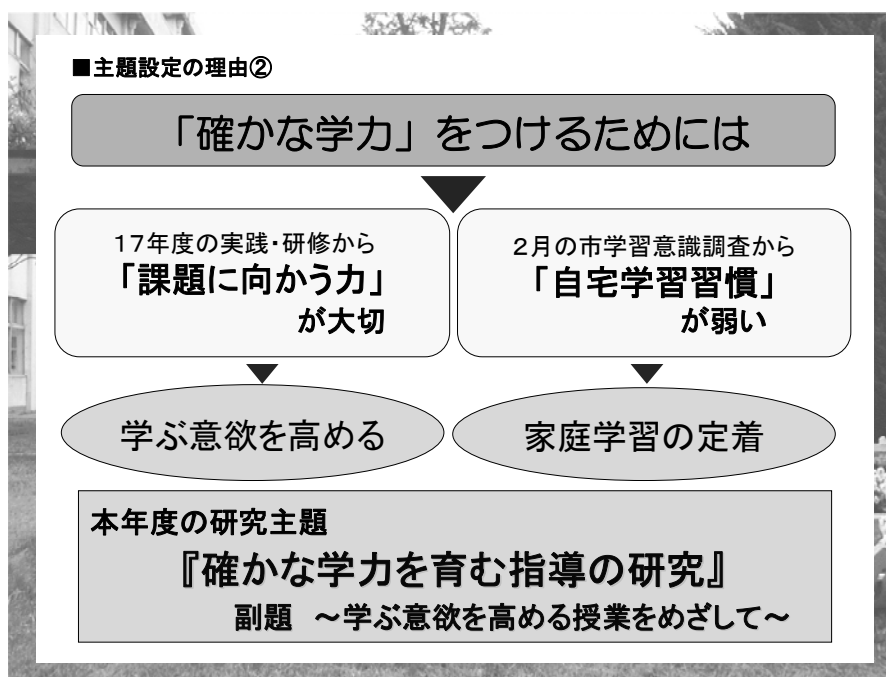 ■主題設定の理由②
「確かな学力」をつけるためには
17年度の実践・研修から
「課題に向かう力」
が大切
2月の市学習意識調査から
「自宅学習習慣」
が弱い
学ぶ意欲を高める
家庭学習の定着
本年度の研究主題
『確かな学力を育む指導の研究』
副題　～学ぶ意欲を高める授業をめざして～